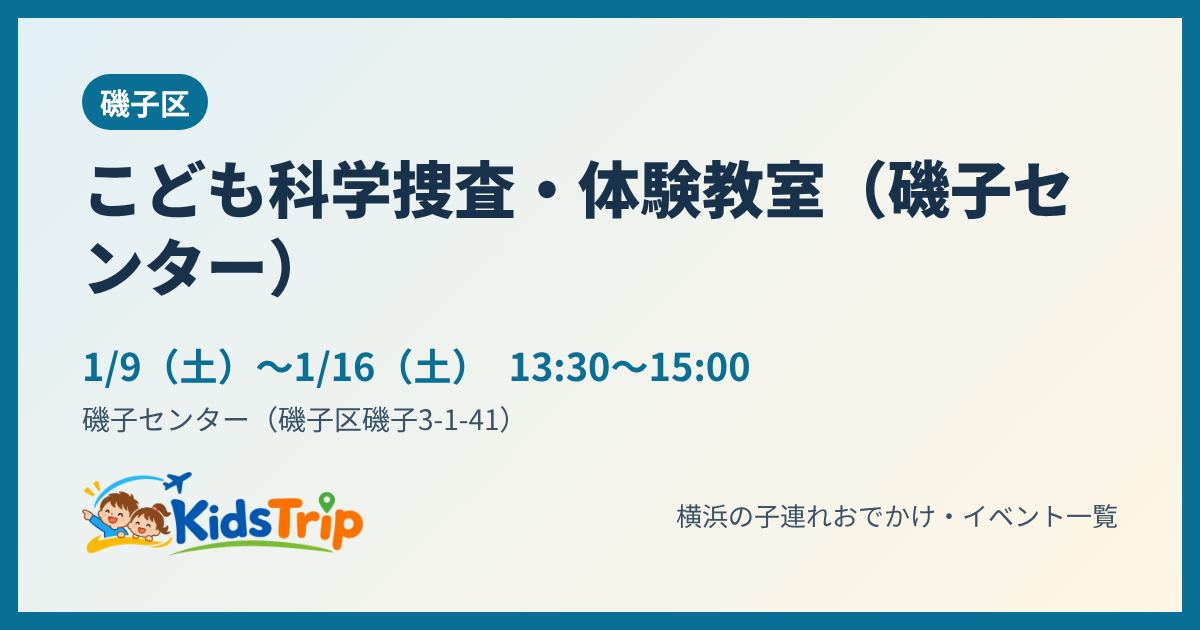 磯子区
こども科学捜査・体験教室（磯子セ
ンター）
1/9（土）〜1/16（土） 13:30〜15:00
磯子センター（磯子区磯子3-1-41）
KidsTrip
横浜の子連れおでかけ・イベント一覧